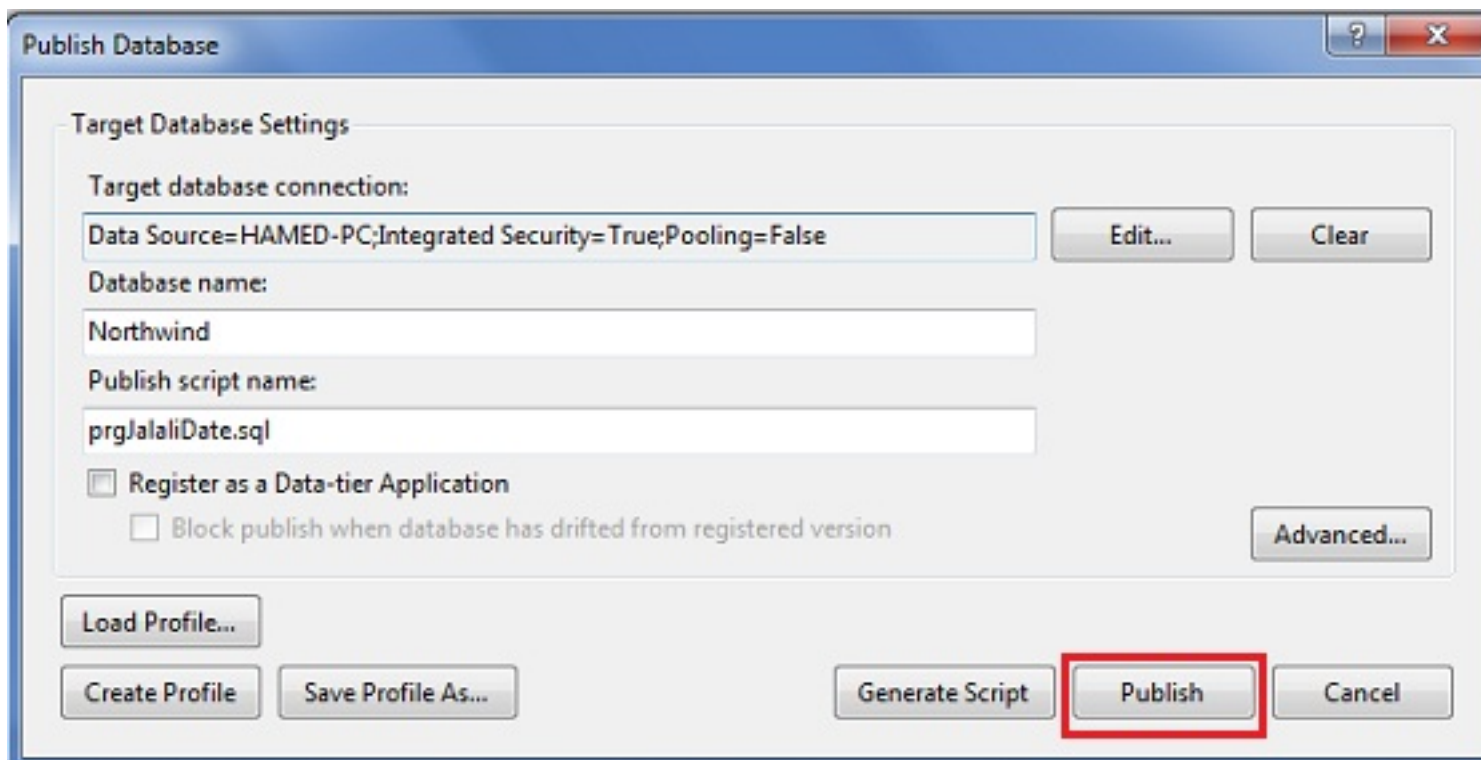 Publish Database
Target Database Settings
Target database connection:
Data Source=HAMED-PC;Integrated Security=True;Pooling=False
Edit...
Clear
Database name:
Northwind
Publish script name:
prgJalaliDate.sql
Register as a Data-tier Application
Block publish when database has drifted from registered version
Advanced...
Load Profile...
Create Profile
Save Profile As...
Generate Script
Publish
Cancel